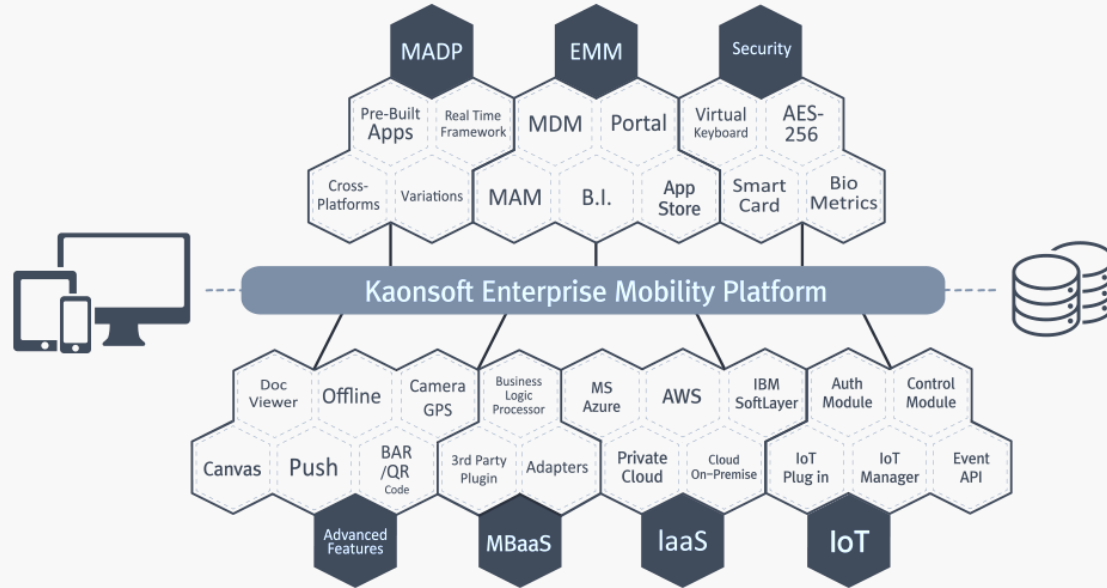 MADP
EMM
Security
Pre-Built
Apps
Real Time
Framework
MDM
Portal
Virtual
Keyboard
AES-
256
Cross-
Platforms
Variations
MAM
B.I.
App
Store
Smart
Card
Bio
Metrics
Kaonsoft Enterprise Mobility Platform
Doc
Viewer
Offline
Camera
GPS
Business
Logic
Processor
MS
Azure
AWS
IBM
SoftLayer
Auth
Module
Control
Module
Canvas
Push
BAR
/QR
Code
3rd Party
Plugin
Adapters
Private
Cloud
Cloud
On-Premise
IoT
Plug in
IoT
Manager
Event
API
Advanced
Features
MBaaS
IaaS
IoT